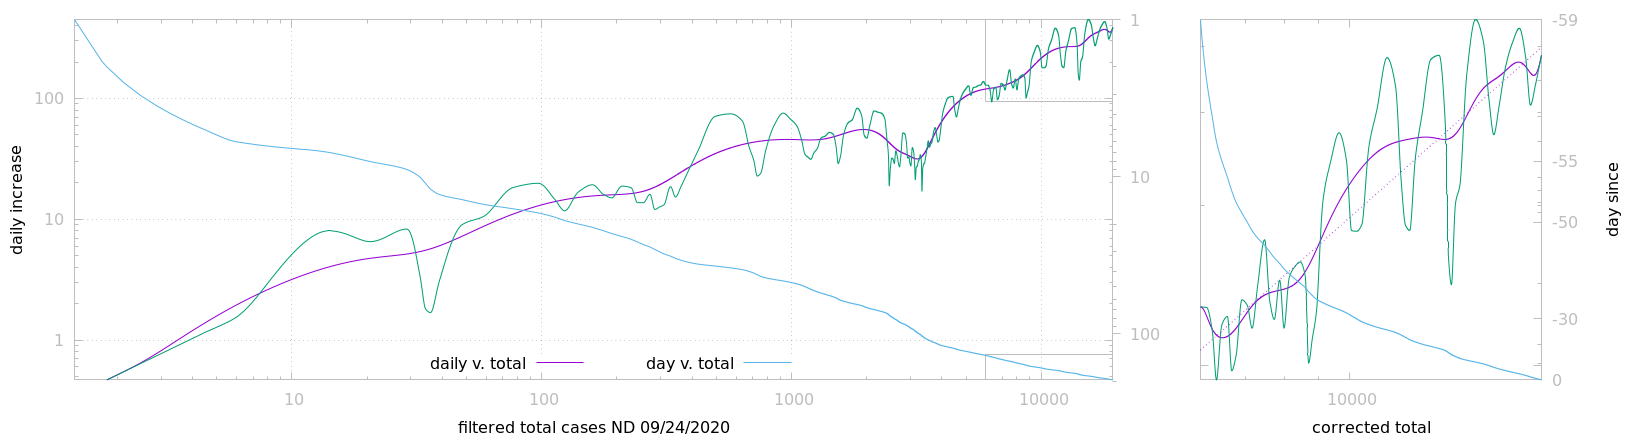 1
-59
100
daily increase
10
-55
-50
day since
10
1
100
-30
daily v. total
day v. total
0
10
100
1000
10000
10000
filtered total cases ND 09/24/2020
corrected total